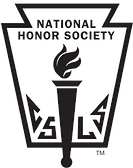 NATIONAL
HONOR SOCIETY
C S L S
TM